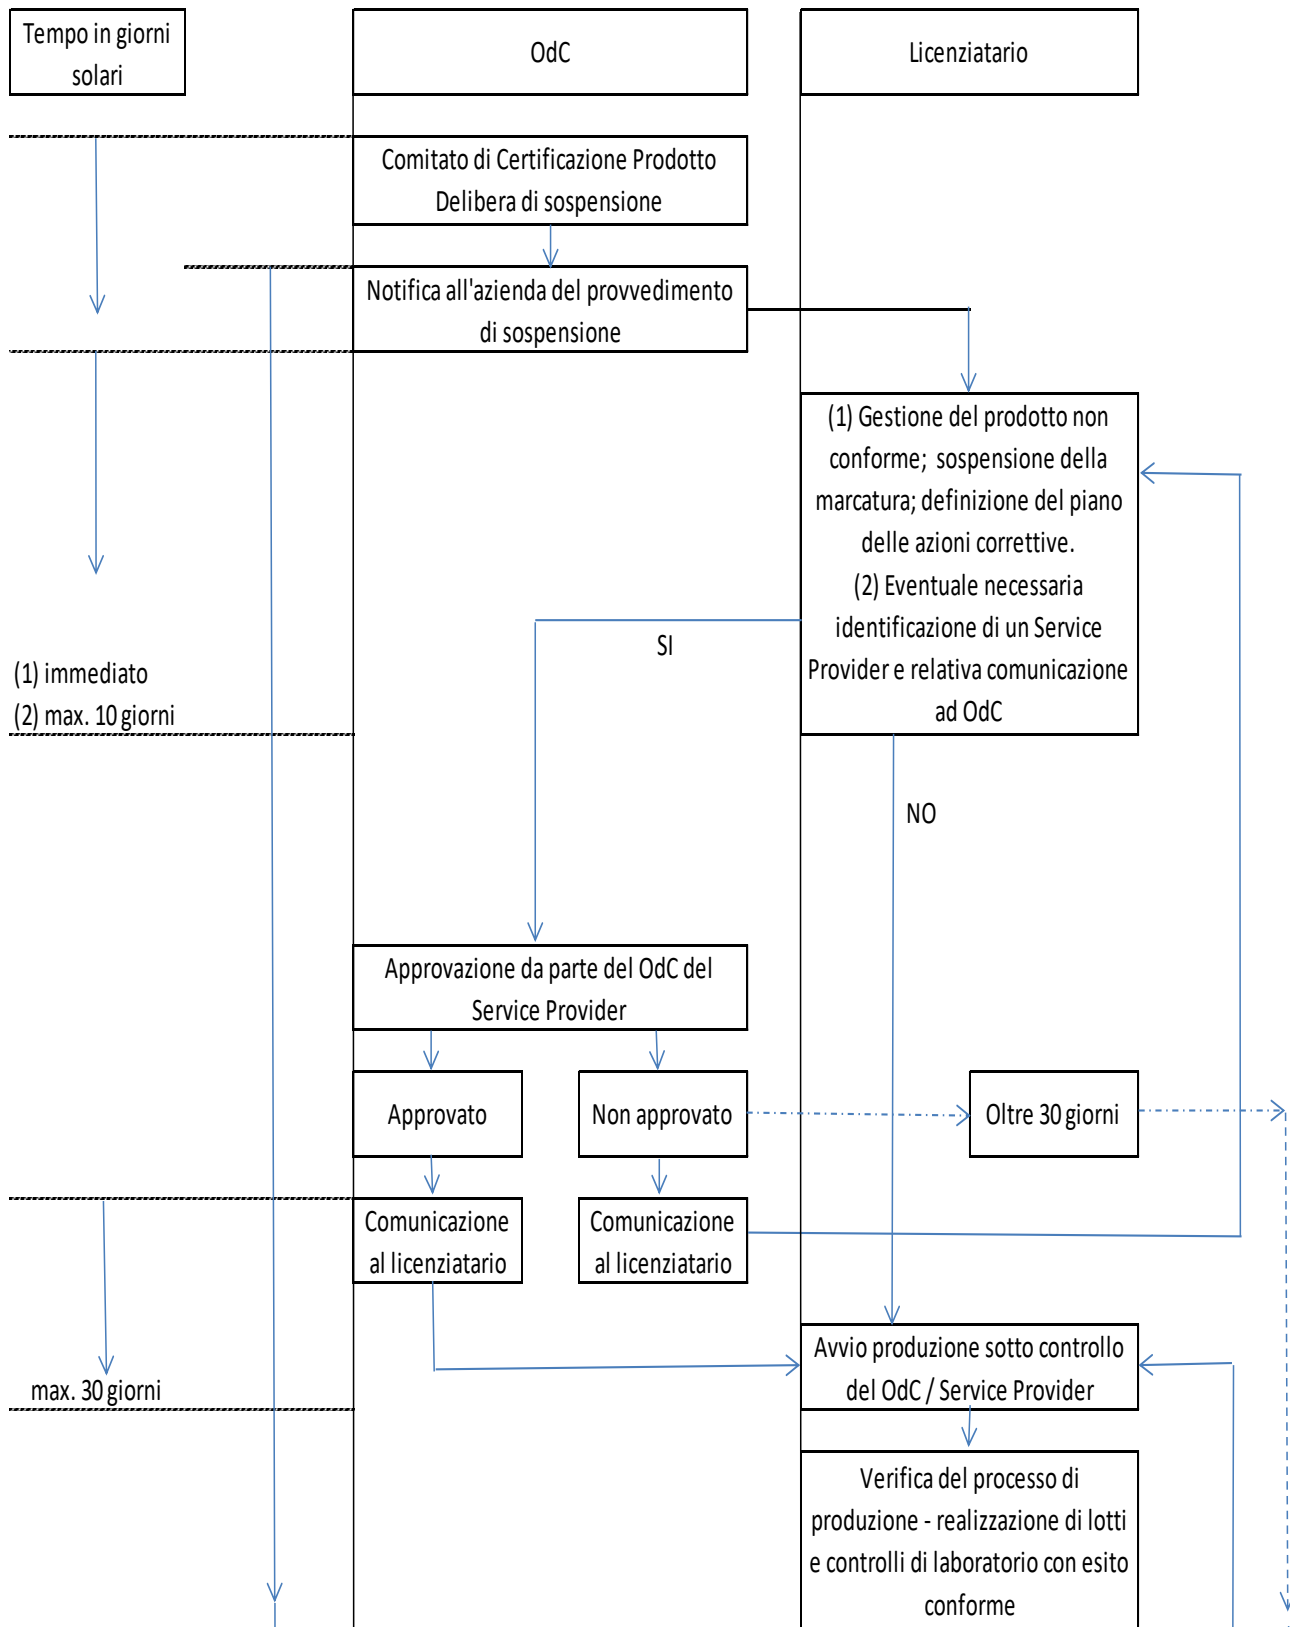 Tempo in giorni
solari
OdC
Licenziatario
Comitato di Certificazione Prodotto
Delibera di sospensione
Notifica all'azienda del provvedimento
di sospensione
(1) Gestione del prodotto non
conforme; sospensione della
marcatura; definizione del piano
delle azioni correttive.
(2) Eventuale necessaria
identificazione di un Service
Provider e relativa comunicazione
ad OdC
SI
(1) immediato
(2) max. 10 giorni
NO
Approvazione da parte del OdC del
Service Provider
Approvato
Non approvato
Oltre 30 giorni
Comunicazione
al licenziatario
Comunicazione
al licenziatario
Avvio produzione sotto controllo
del OdC / Service Provider
max. 30 giorni
Verifica del processo di
produzione - realizzazione di lotti
e controlli di laboratorio con esito
conforme